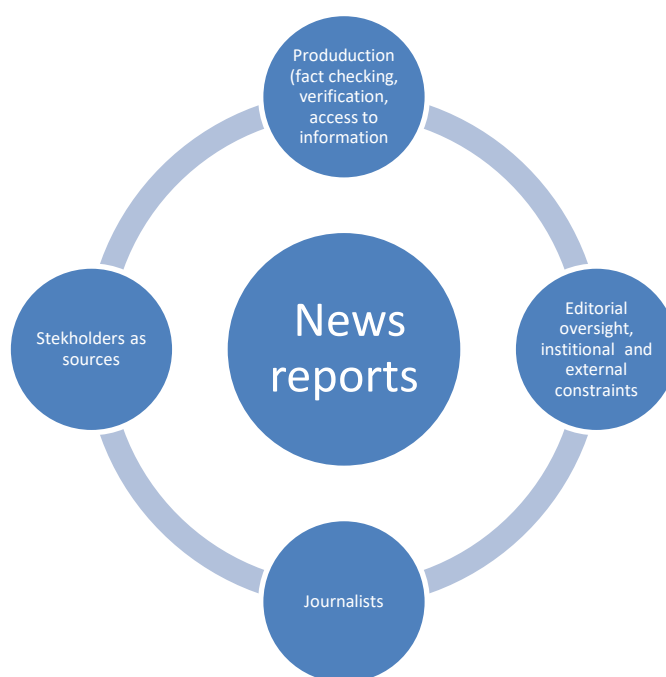 Produduction
(fact checking,
verification,
access to
information
Stekholders as
sources
News
reports
Editorial
oversight,
institional and
external
constraints
Journalists